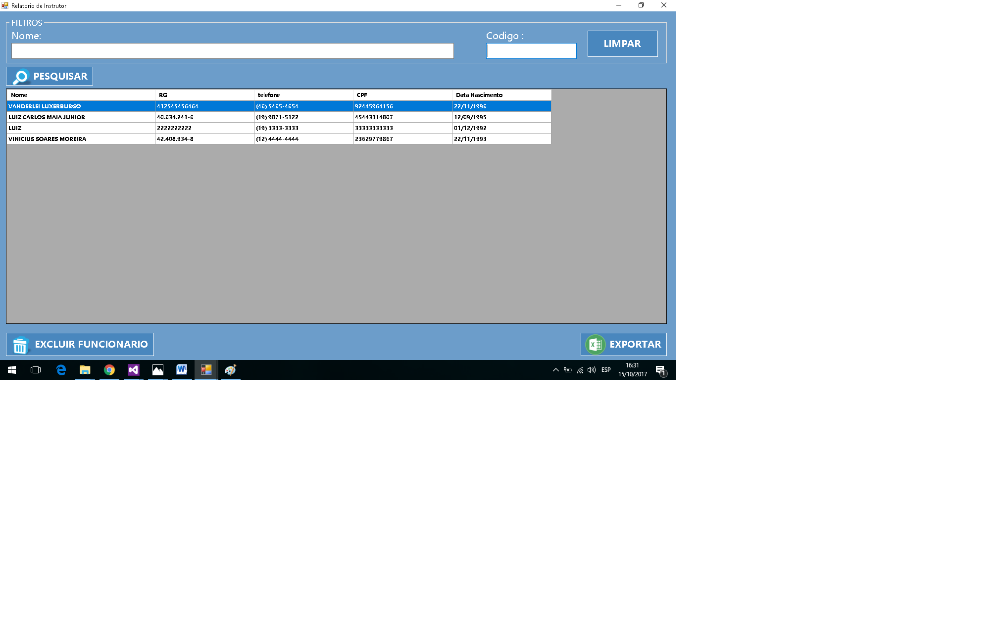 Relatorio de Instrutor
FILTROS
Nome:
Codigo :
LIMPAR
PESQUISAR
Nome RG telefone CPF Data Nascimento
VANDERLEI LUXERBURGO 412545456464 (46) 5465-4654 92445964156 22/11/1996
LUIZ CARLOS MAIA JUNIOR 40.634.241-6 (19) 9871-5122 45443314807 12/09/1995
LUIZ 2222222222 (19) 3333-3333 33333333333 01/12/1992
VINICIUS SOARES MOREIRA 42.408.934-8 (12) 4444-4444 23629779867 22/11/1993
EXCLUIR FUNCIONARIO
EXPORTAR
ESP
16:31
15/10/2017
1